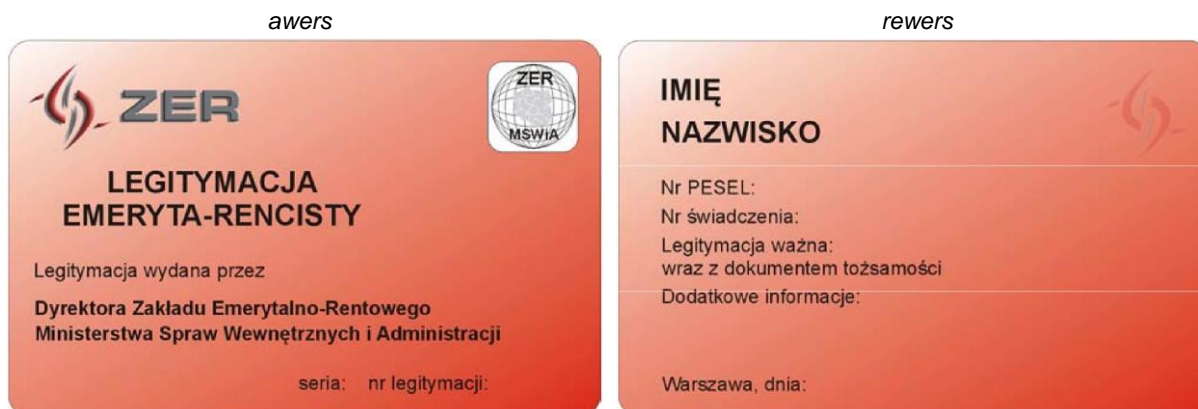 awers
ZER
ZER
MSWiA
LEGITYMACJA
EMERYTA-RENCISTY
Legitymacja wydana przez
Dyrektora Zakładu Emerytalno-Rentowego
Ministerstwa Spraw Wewnętrznych i Administracji
seria: nr legitymacji:
rewers
IMIĘ
NAZWISKO
Nr PESEL:
Nr świadczenia:
Legitymacja ważna:
wraz z dokumentem tożsamości
Dodatkowe informacje:
Warszawa, dnia: